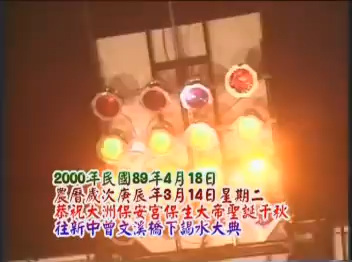 2000年民國89年4月18日
農曆歲次庚辰年3月14日星期二
恭祝大洲保安宮保生大帝聖誕千秋
往新中曾文溪橋下謁水大典